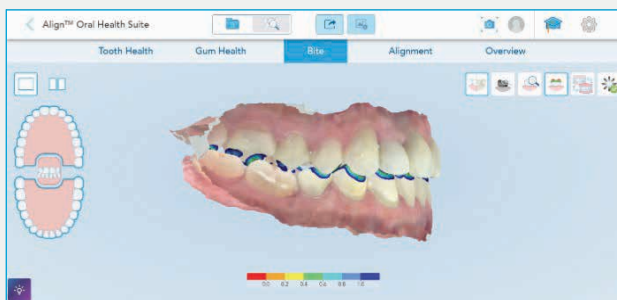 Align™ Oral Health Suite
Tooth Health Gum Health Bite Alignment Overview
0.0 0.2 0.4 0.6 0.8 1.0